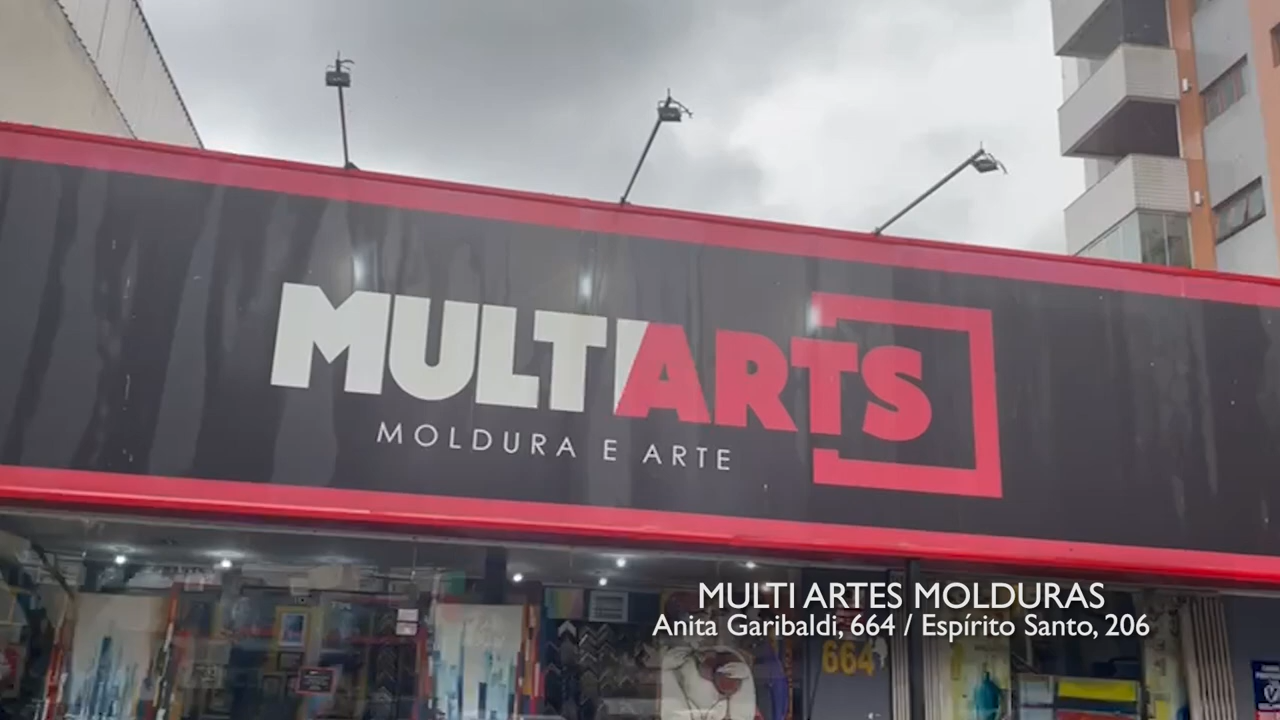 MULTIARTS
MOLDURA E ARTE
MULTI ARTES MOLDURAS
Anita Garibaldi, 664 / Espírito Santo, 206
664